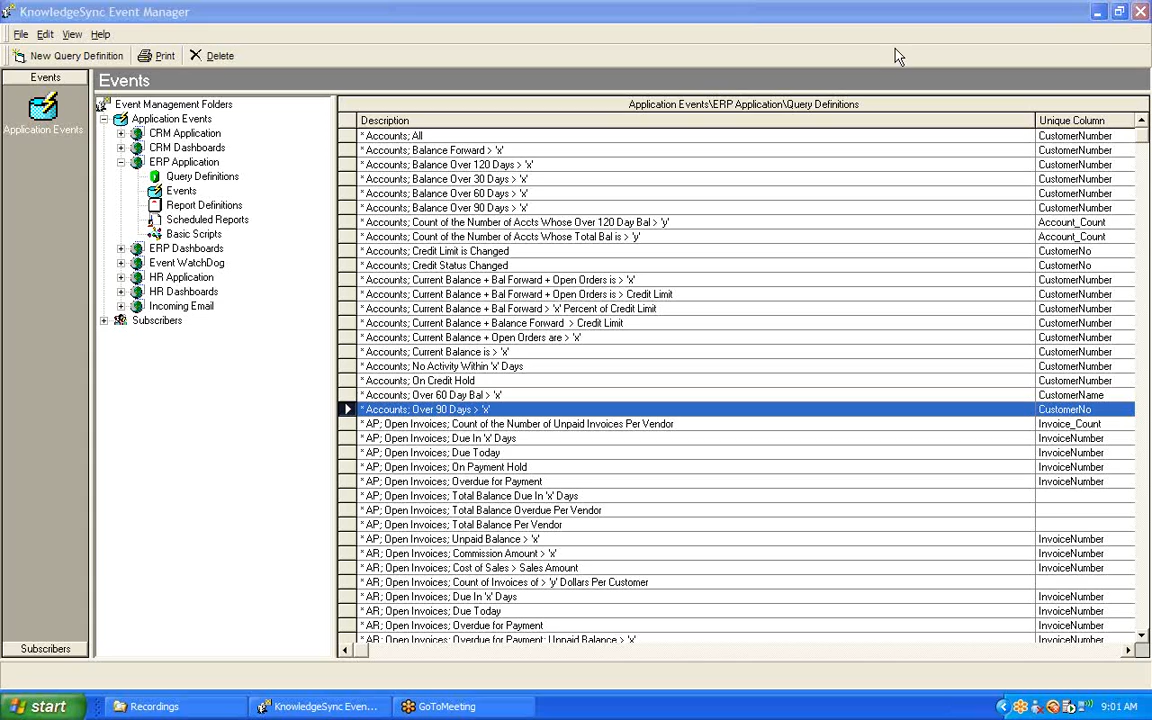 KnowledgeSync Event Manager
File Edit View Help
New Query Definition Print Delete
Events
Application Events
Subscribers
Events
Event Management Folders
Application Events
CRM Application
CRM Dashboards
ERP Application
Query Definitions
Events
Report Definitions
Scheduled Reports
Basic Scripts
ERP Dashboards
Event WatchDog
HR Application
HR Dashboards
Incoming Email
Subscribers
Application Events\ERP Application\Query Definitions
Description Unique Column
* Accounts; All CustomerNumber
* Accounts; Balance Forward > 'x' CustomerNumber
* Accounts; Balance Over 120 Days > 'x' CustomerNumber
* Accounts; Balance Over 30 Days > 'x' CustomerNumber
* Accounts; Balance Over 60 Days > 'x' CustomerNumber
* Accounts; Balance Over 90 Days > 'x' CustomerNumber
* Accounts; Count of the Number of Accts Whose Over 120 Day Bal > 'y' Account_Count
* Accounts; Count of the Number of Accts Whose Total Bal is > 'y' Account_Count
* Accounts; Credit Limit is Changed CustomerNo
* Accounts; Credit Status Changed CustomerNo
* Accounts; Current Balance + Bal Forward + Open Orders is > 'x' CustomerNumber
* Accounts; Current Balance + Bal Forward + Open Orders is > Credit Limit CustomerNumber
* Accounts; Current Balance + Bal Forward > 'x' Percent of Credit Limit CustomerNumber
* Accounts; Current Balance + Balance Forward > Credit Limit CustomerNumber
* Accounts; Current Balance + Open Orders are > 'x' CustomerNumber
* Accounts; Current Balance is > 'x' CustomerNumber
* Accounts; No Activity Within 'x' Days CustomerNumber
* Accounts; On Credit Hold CustomerNumber
* Accounts; Over 60 Day Bal > 'x' CustomerName
* Accounts; Over 90 Days > 'x' CustomerNo
* AP; Open Invoices; Count of the Number of Unpaid Invoices Per Vendor Invoice_Count
* AP; Open Invoices; Due In 'x' Days InvoiceNumber
* AP; Open Invoices; Due Today InvoiceNumber
* AP; Open Invoices; On Payment Hold InvoiceNumber
* AP; Open Invoices; Overdue for Payment InvoiceNumber
* AP; Open Invoices; Total Balance Due In 'x' Days
* AP; Open Invoices; Total Balance Overdue Per Vendor
* AP; Open Invoices; Total Balance Per Vendor
* AP; Open Invoices; Unpaid Balance > 'x' InvoiceNumber
* AR; Open Invoices; Commission Amount > 'x' InvoiceNumber
* AR; Open Invoices; Cost of Sales > Sales Amount InvoiceNumber
* AR; Open Invoices; Count of Invoices of > 'y' Dollars Per Customer
* AR; Open Invoices; Due In 'x' Days InvoiceNumber
* AR; Open Invoices; Due Today InvoiceNumber
* AR; Open Invoices; Overdue for Payment InvoiceNumber
* AR; Open Invoices; Overdue for Payment; Unpaid Balance > 'x' InvoiceNumber
start Recordings KnowledgeSync Even... GoToMeeting 9:01 AM